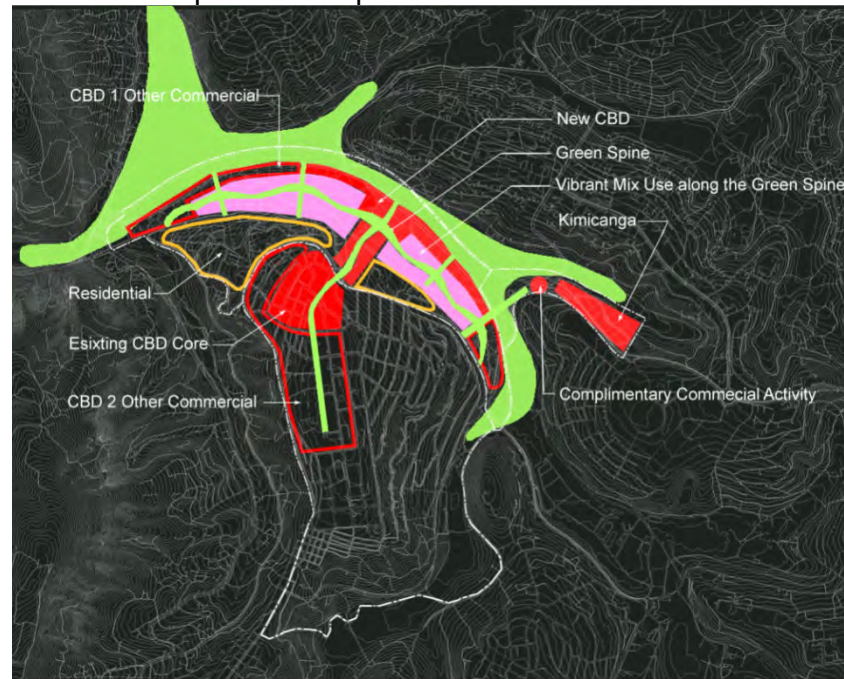 CBD 1 Other Commercial
New CBD
Green Spine
Vibrant Mix Use along the Green Spine
Kimicanga
Residential
Esixting CBD Core
CBD 2 Other Commercial
Complimentary Commecial Activity